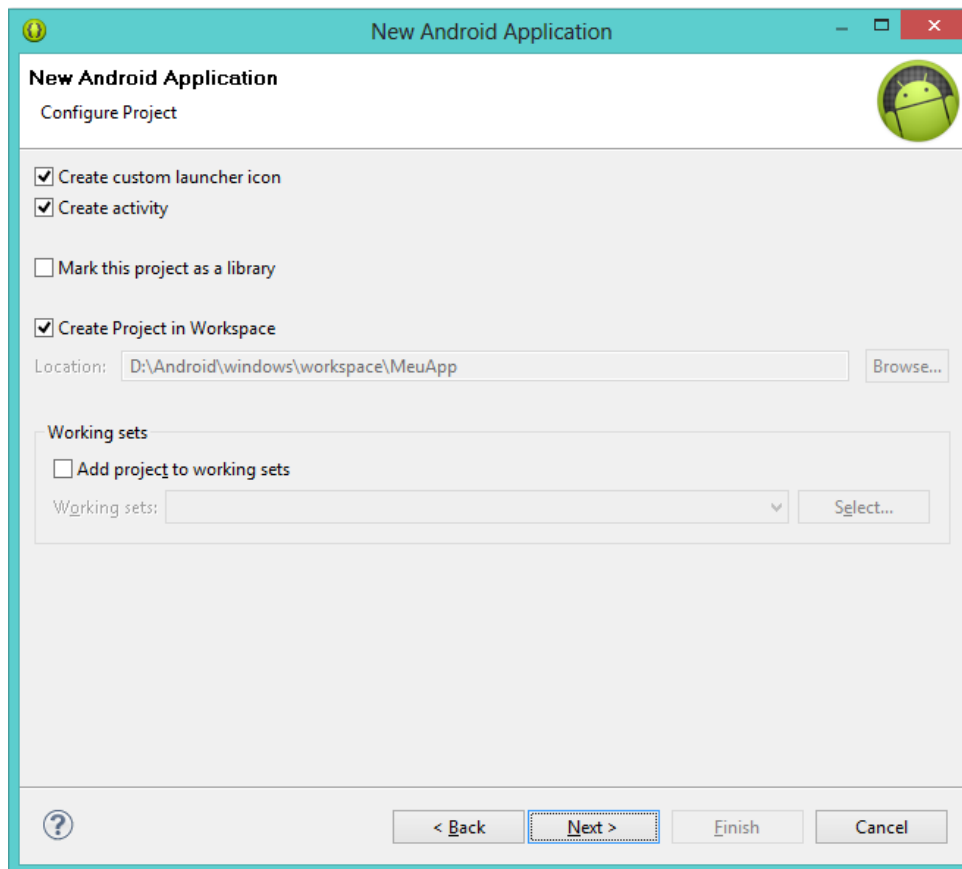 New Android Application
New Android Application
Configure Project
Create custom launcher icon
Create activity
Mark this project as a library
Create Project in Workspace
Location: D:\Android\windows\workspace\MeuApp Browse...
Working sets
Add project to working sets
Working sets: Select...
? < Back Next > Finish Cancel